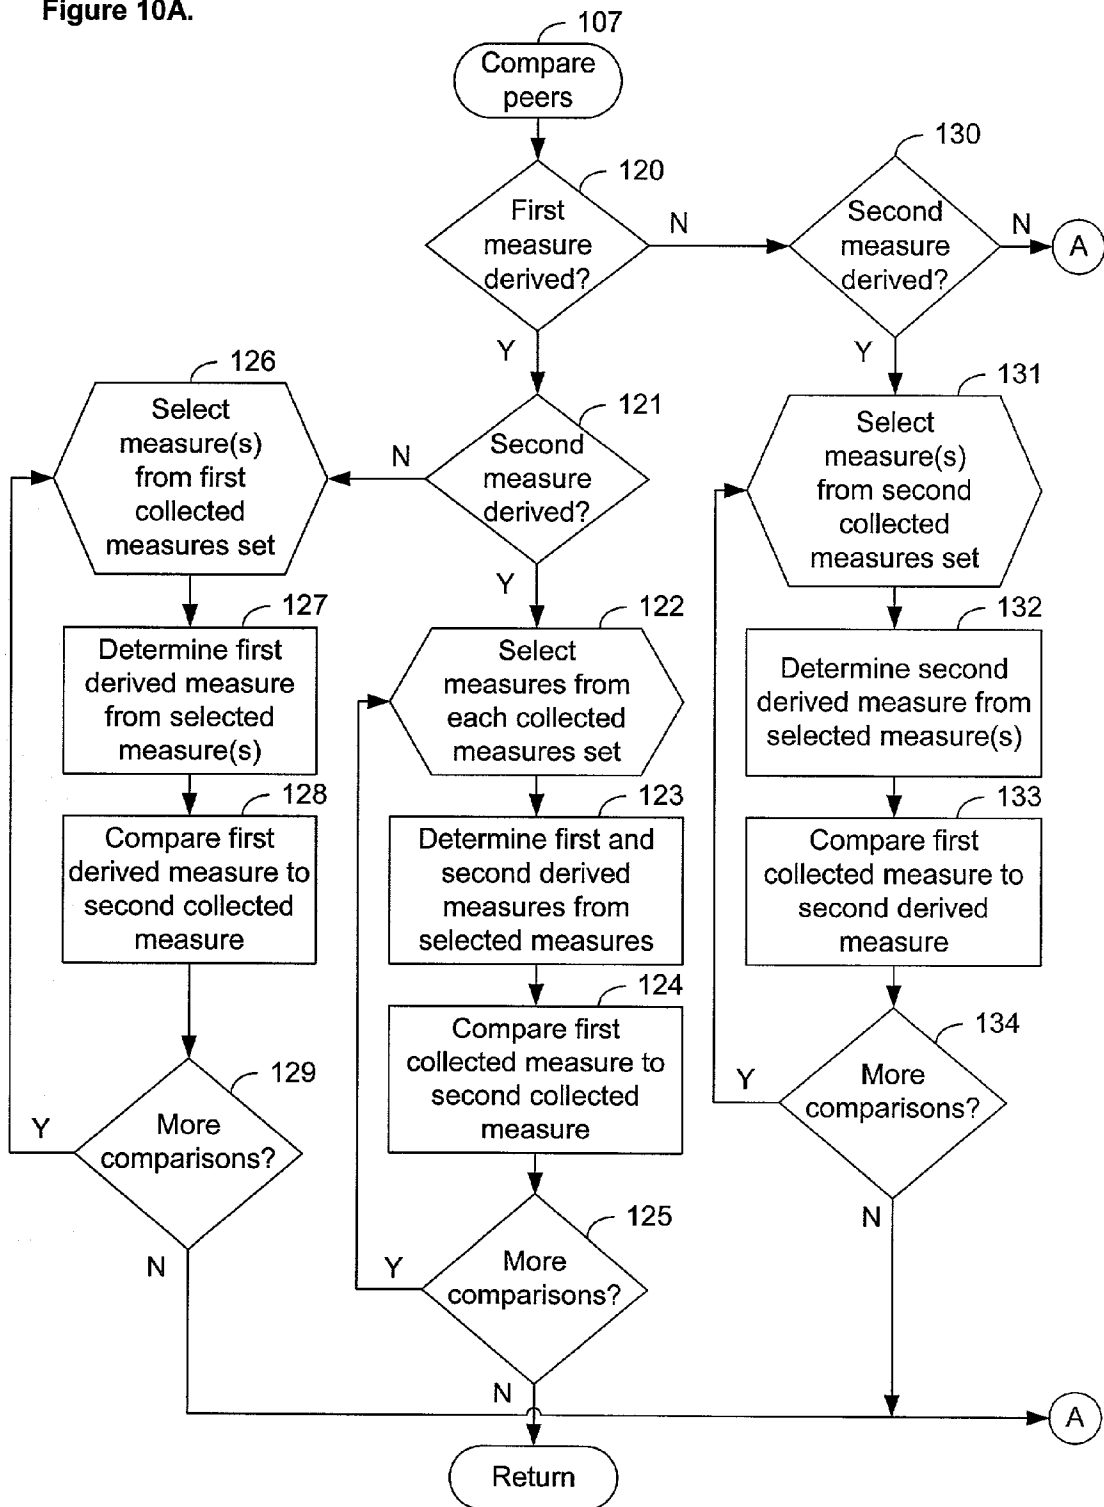 Figure 10A.
107
Compare
peers
120
First
measure
derived?
N
130
Second
measure
derived?
N
A
Y
Y
126
Select
measure(s)
from first
collected
measures set
N
121
Second
measure
derived?
131
Select
measure(s)
from second
collected
measures set
Y
127
Determine first
derived measure
from selected
measure(s)
122
Select
measures from
each collected
measures set
132
Determine second
derived measure from
selected measure(s)
128
Compare first
derived measure to
second collected
measure
123
Determine first and
second derived
measures from
selected measures
133
Compare first
collected measure to
second derived
measure
124
Compare first
collected measure to
second collected
measure
134
More
comparisons?
Y
N
129
More
comparisons?
Y
N
125
More
comparisons?
Y
N
A
Return